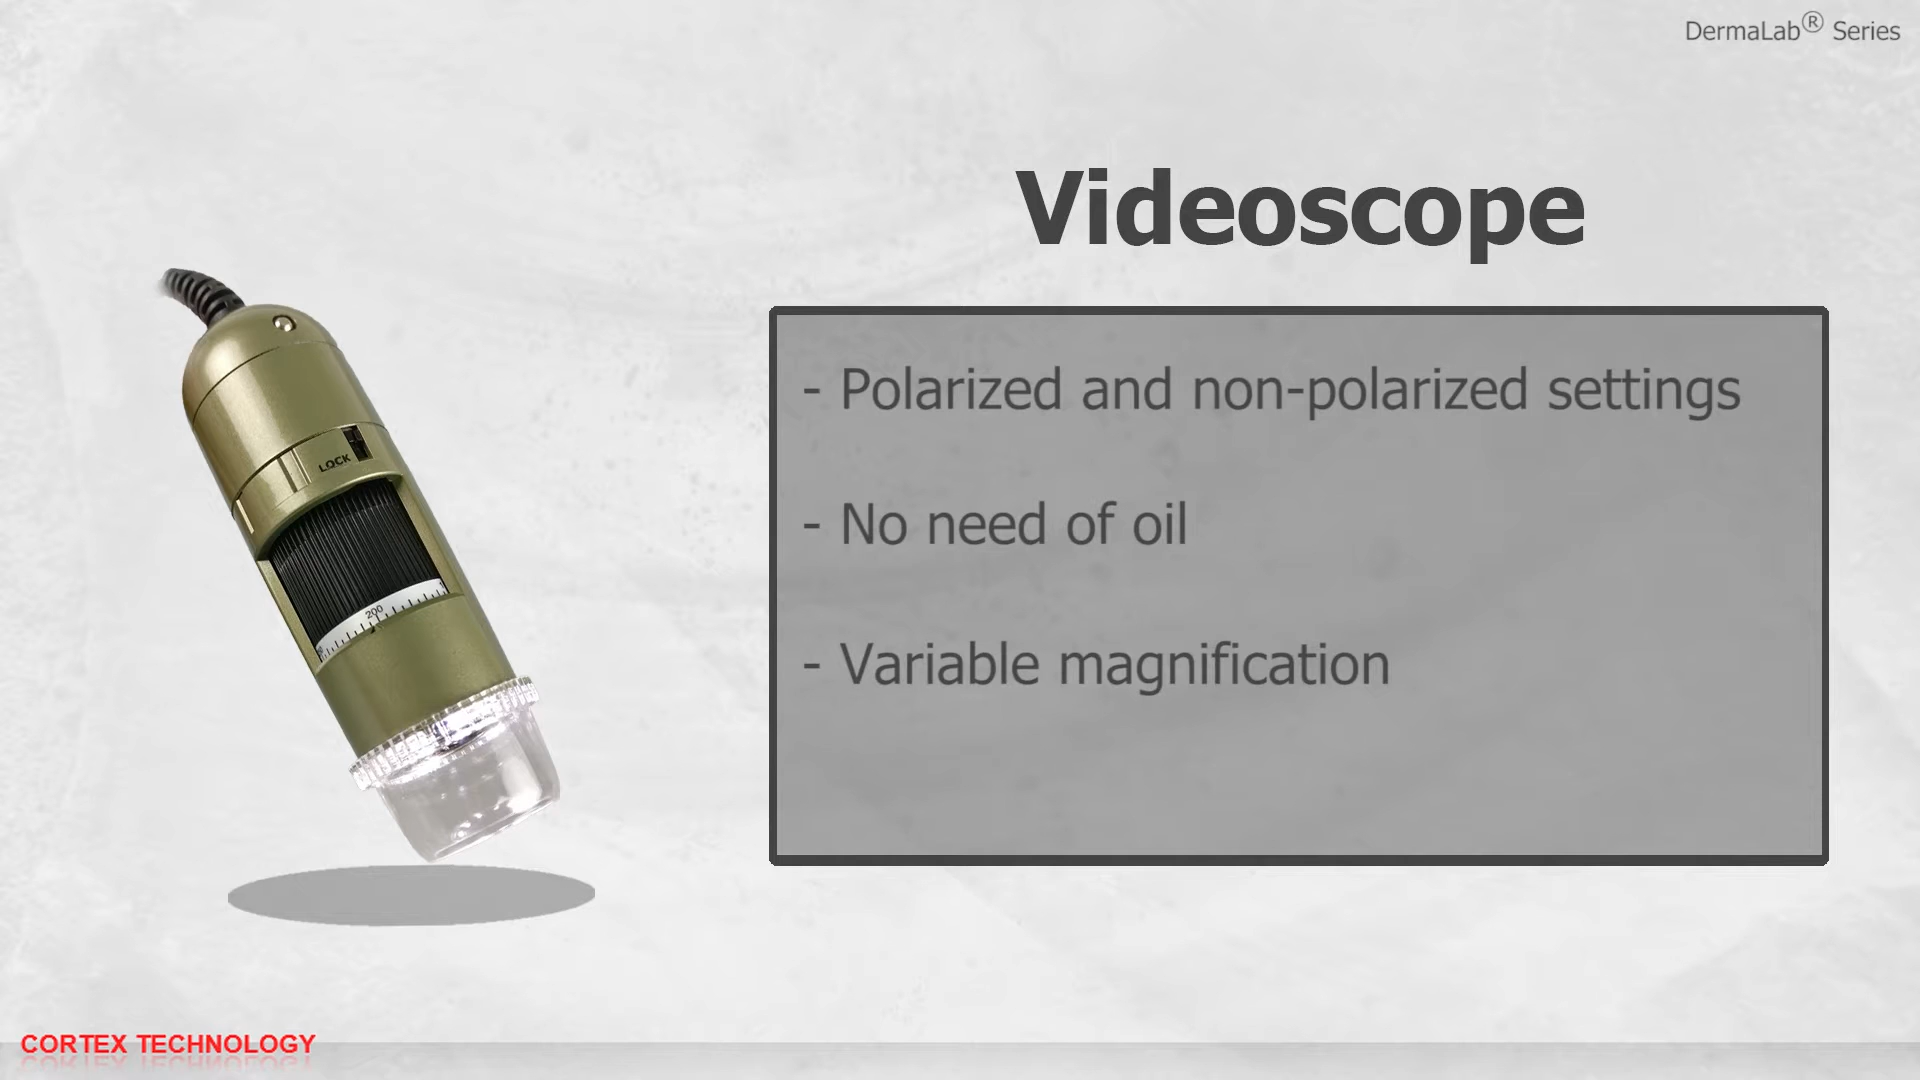 DermaLab® Series
Videoscope
- Polarized and non-polarized settings
- No need of oil
- Variable magnification
LOCK
200
CORTEX TECHNOLOGY